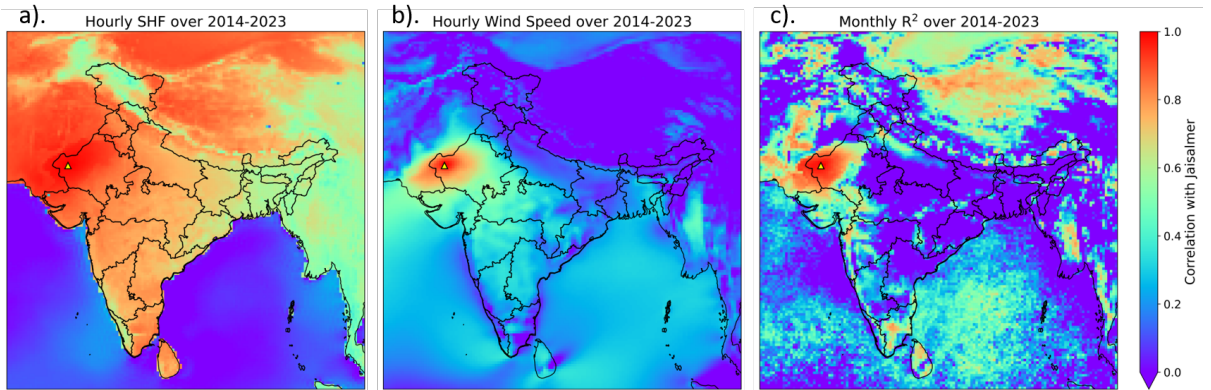 a).
Hourly SHF over 2014-2023
b).
Hourly Wind Speed over 2014-2023
c).
Monthly R² over 2014-2023
1.0
0.8
0.6
0.4
0.2
0.0
Correlation with Jaisalmer